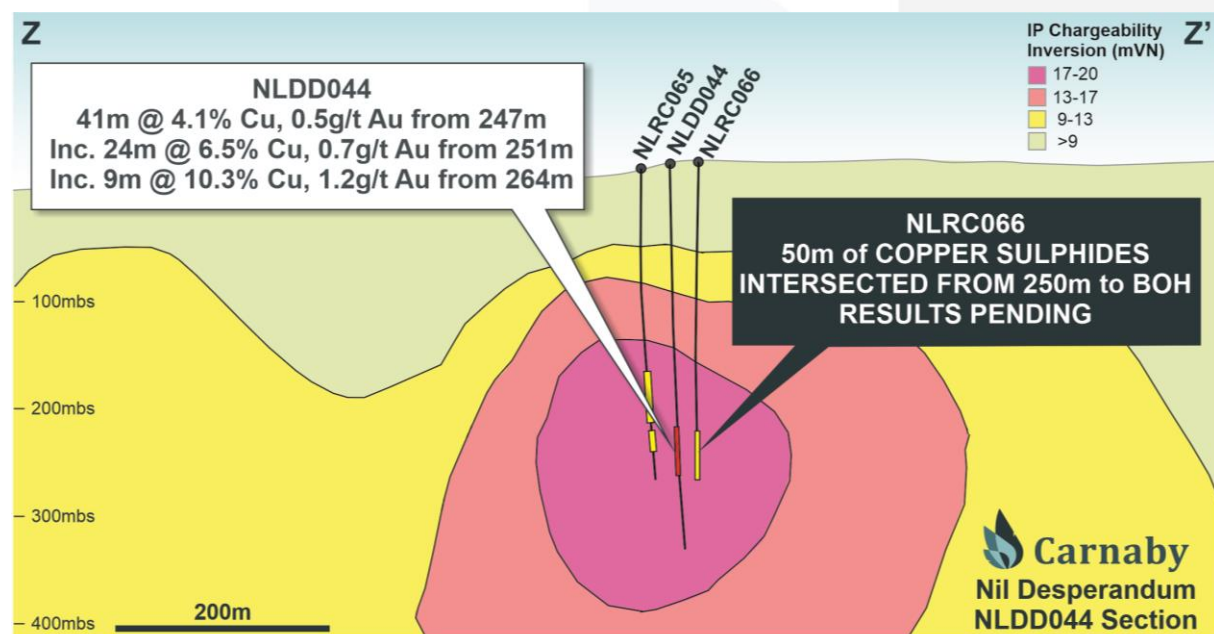 Z
IP Chargeability
Inversion (mVN)
Z'
17-20
13-17
9-13
>9
NLDD044
41m @ 4.1% Cu, 0.5g/t Au from 247m
Inc. 24m @ 6.5% Cu, 0.7g/t Au from 251m
Inc. 9m @ 10.3% Cu, 1.2g/t Au from 264m
NLRC065
NLDD044
NLRC066
NLRC066
50m of COPPER SULPHIDES
INTERSECTED FROM 250m to BOH
RESULTS PENDING
100mbs
200mbs
300mbs
400mbs
200m
Carnaby
Nil Desperandum
NLDD044 Section